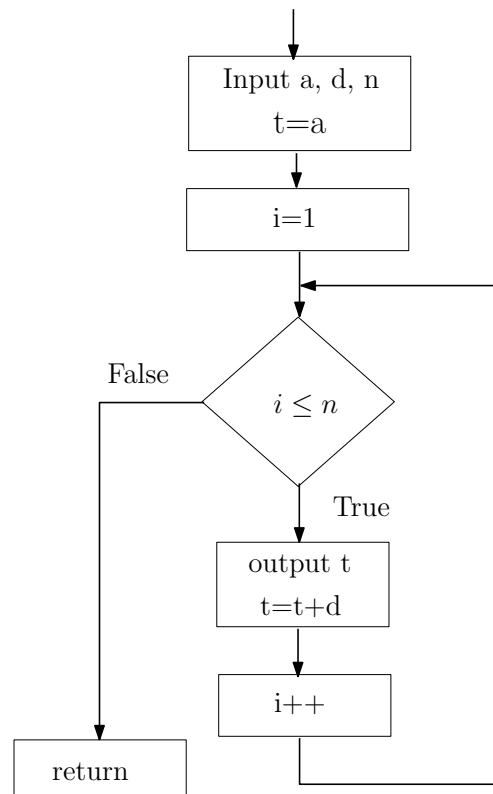 Input a, d, n
t=a
i=1
False
i ≤ n
True
output t
t=t+d
i++
return